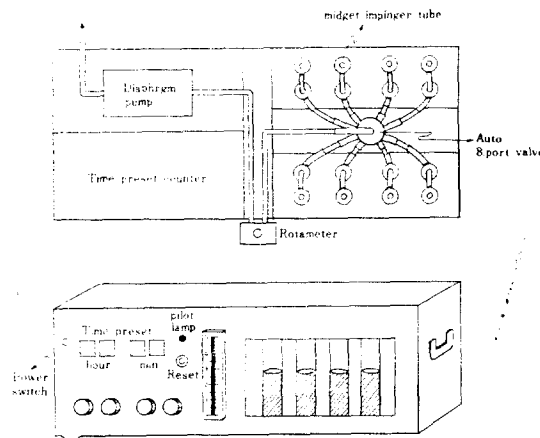 midget impinger tube
Diaphragm
pump
Auto
8.port valve
Time preset counter
Rotameter
Time preset
hour
min
pilot
lamp
Reset
Power
switch